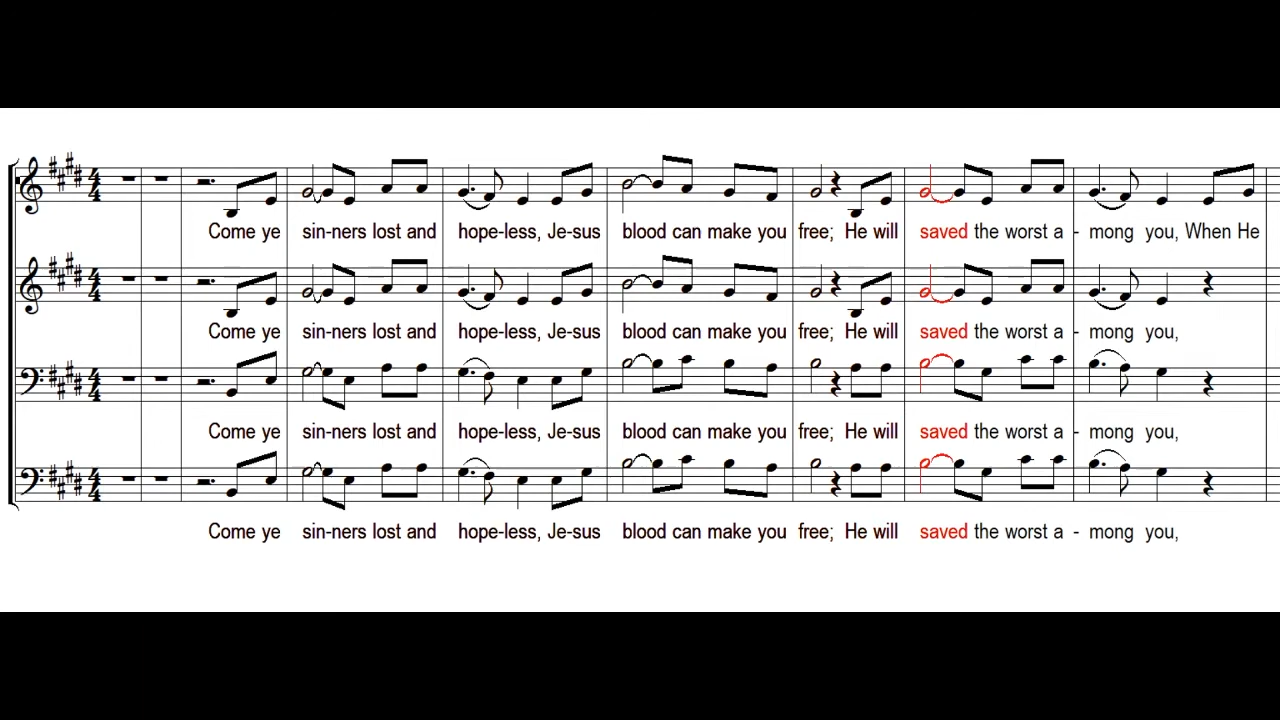 Come ye sin-ners lost and hope-less, Je-sus blood can make you free; He will saved the worst a - mong you, When He
Come ye sin-ners lost and hope-less, Je-sus blood can make you free; He will saved the worst a - mong you,
Come ye sin-ners lost and hope-less, Je-sus blood can make you free; He will saved the worst a - mong you,
Come ye sin-ners lost and hope-less, Je-sus blood can make you free; He will saved the worst a - mong you,